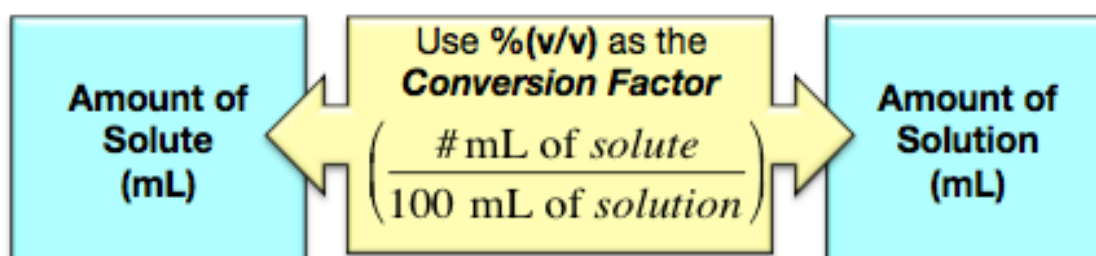 Amount of
Solute
(mL)
Use %(v/v) as the
Conversion Factor
(# mL of solute
100 mL of solution)
Amount of
Solution
(mL)